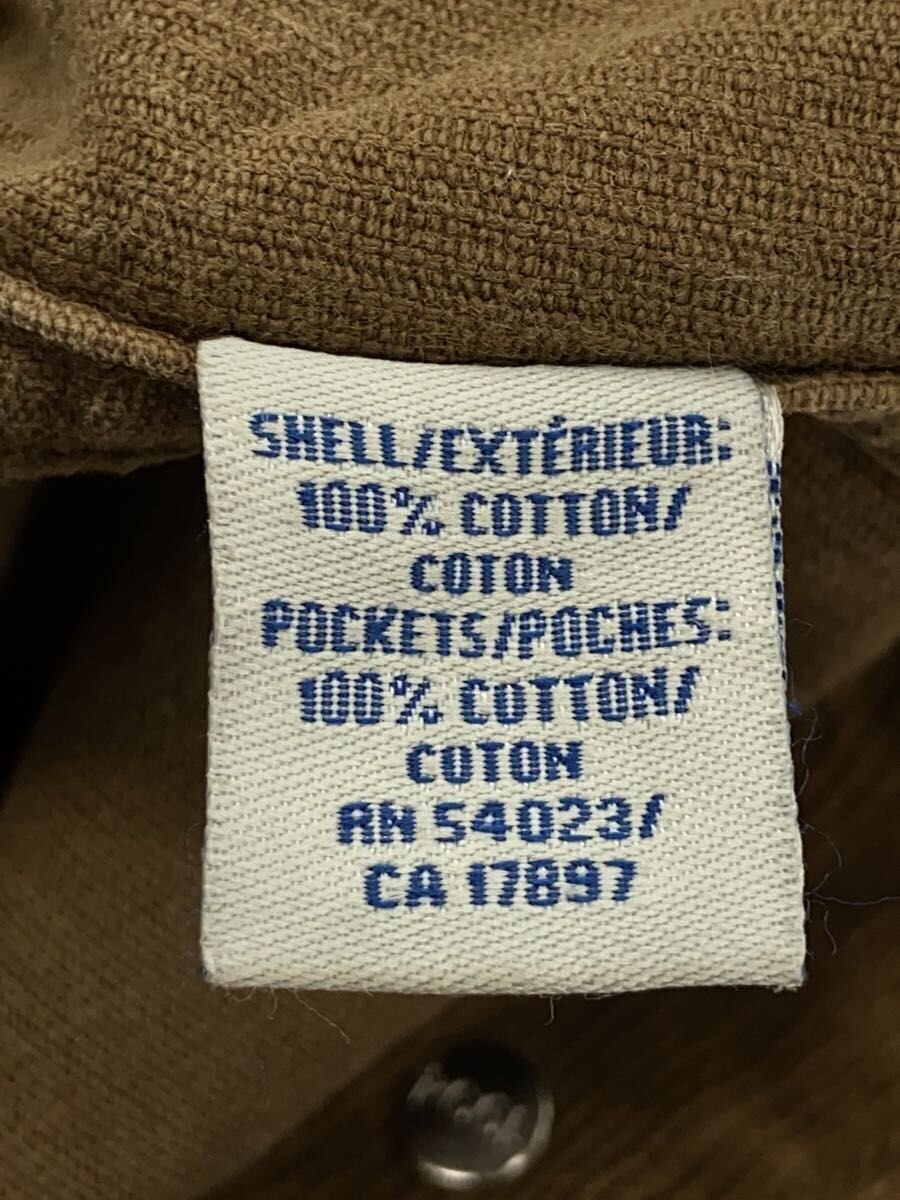 SHELL/EXTÉRIEUR:
100% COTTON/
COTON
POCKETS/POCHES:
100% COTTON/
COTON
RN 54023/
CA 17897